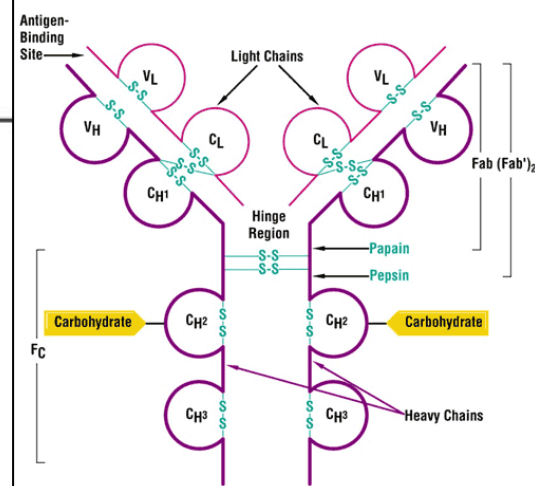 Antigen-
Binding
Site
Light Chains
VL
VL
S-S
S-S
VH
VH
CL
CL
S-S
S-S
S-S
S-S
S-S
S-S
CH1
CH1
Fab (Fab')2
Hinge
Region
S-S
S-S
Papain
Pepsin
Carbohydrate
CH2
S
S
S
S
CH2
Carbohydrate
FC
CH3
S
S
S
S
CH3
Heavy Chains